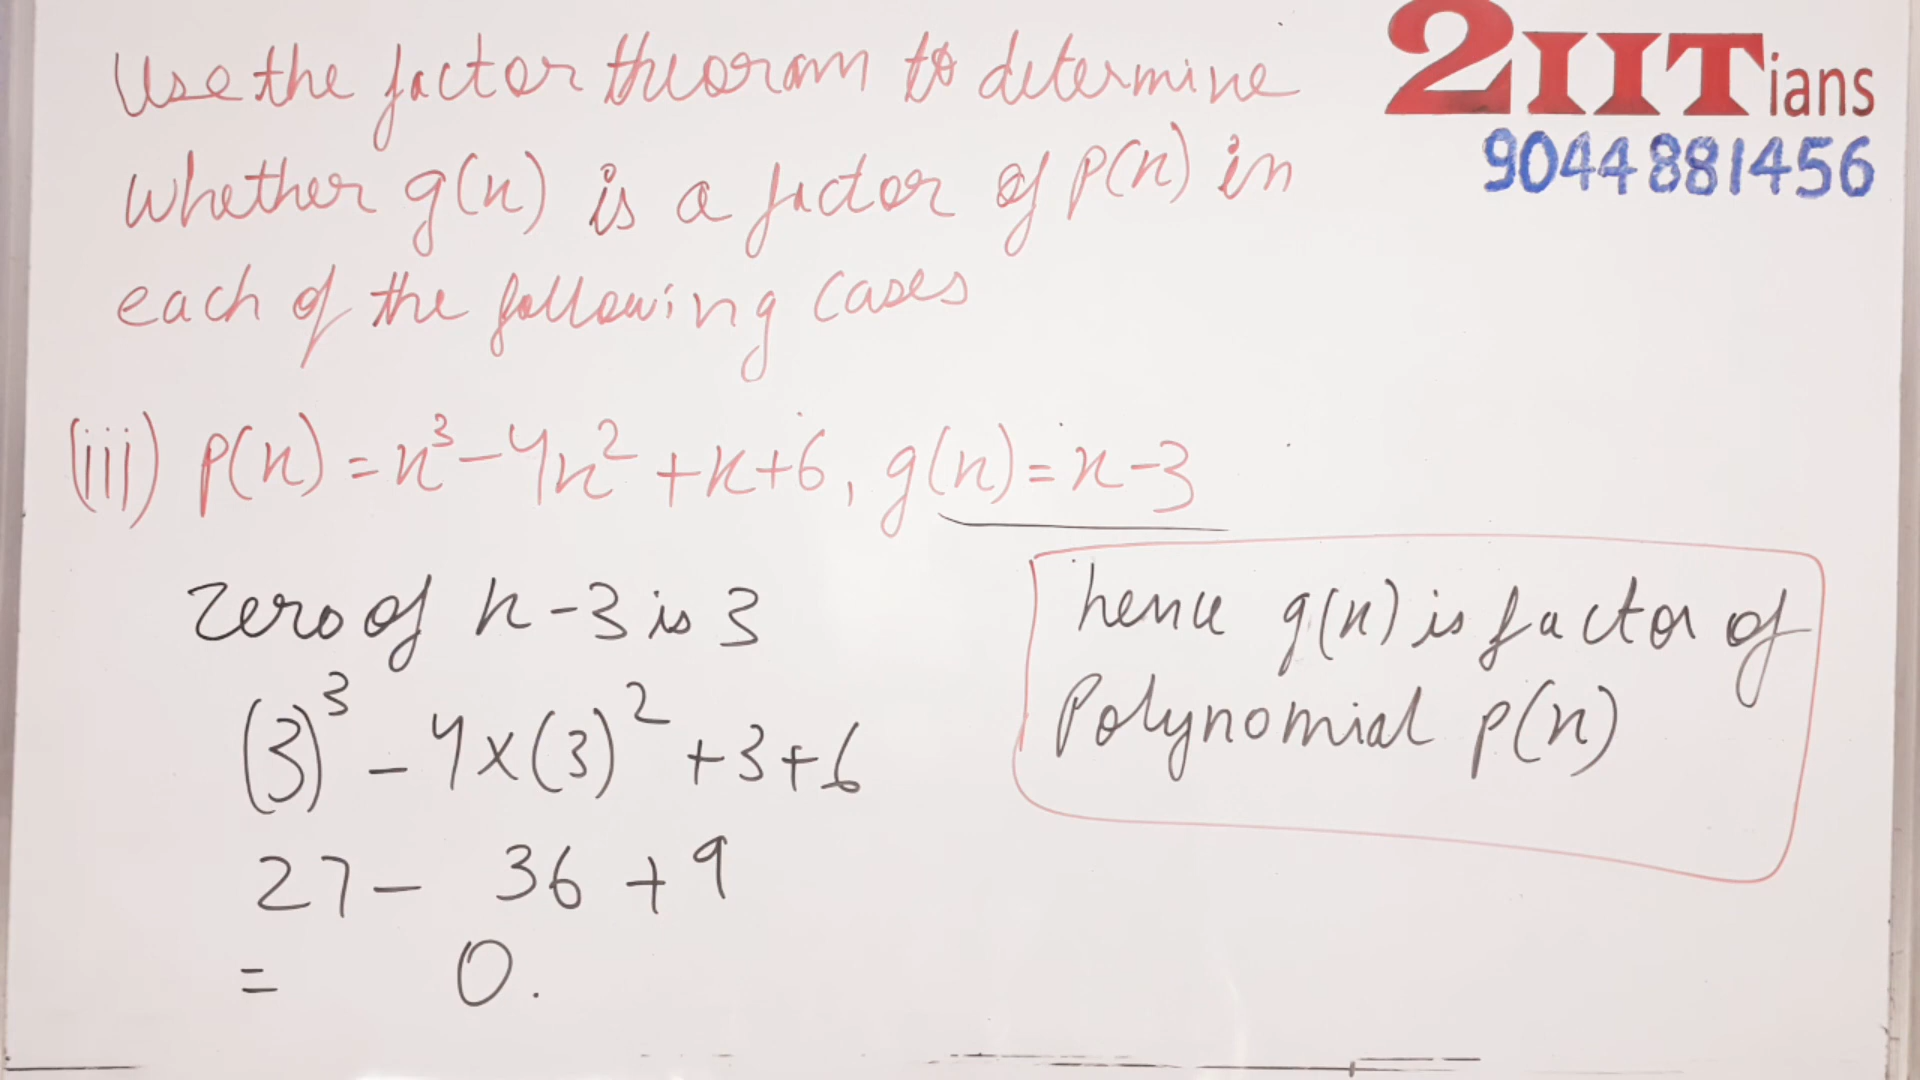 Use the factor theoram to determine
whether g(x) is a factor of p(x) in
each of the following cases
(iii) p(x) = x³ - 4x² + x + 6, g(x) = x - 3
Zero of x - 3 is 3
(3)³ - 4 × (3)² + 3 + 6
27 - 36 + 9
= 0.
hence g(x) is factor of
Polynomial p(x)
2IITians
9044881456